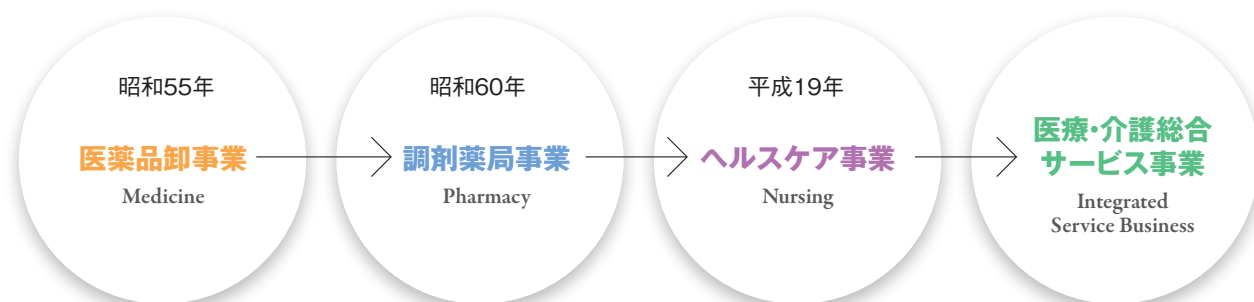 昭和55年
医薬品卸事業
Medicine
昭和60年
調剤薬局事業
Pharmacy
平成19年
ヘルスケア事業
Nursing
医療・介護総合
サービス事業
Integrated
Service Business